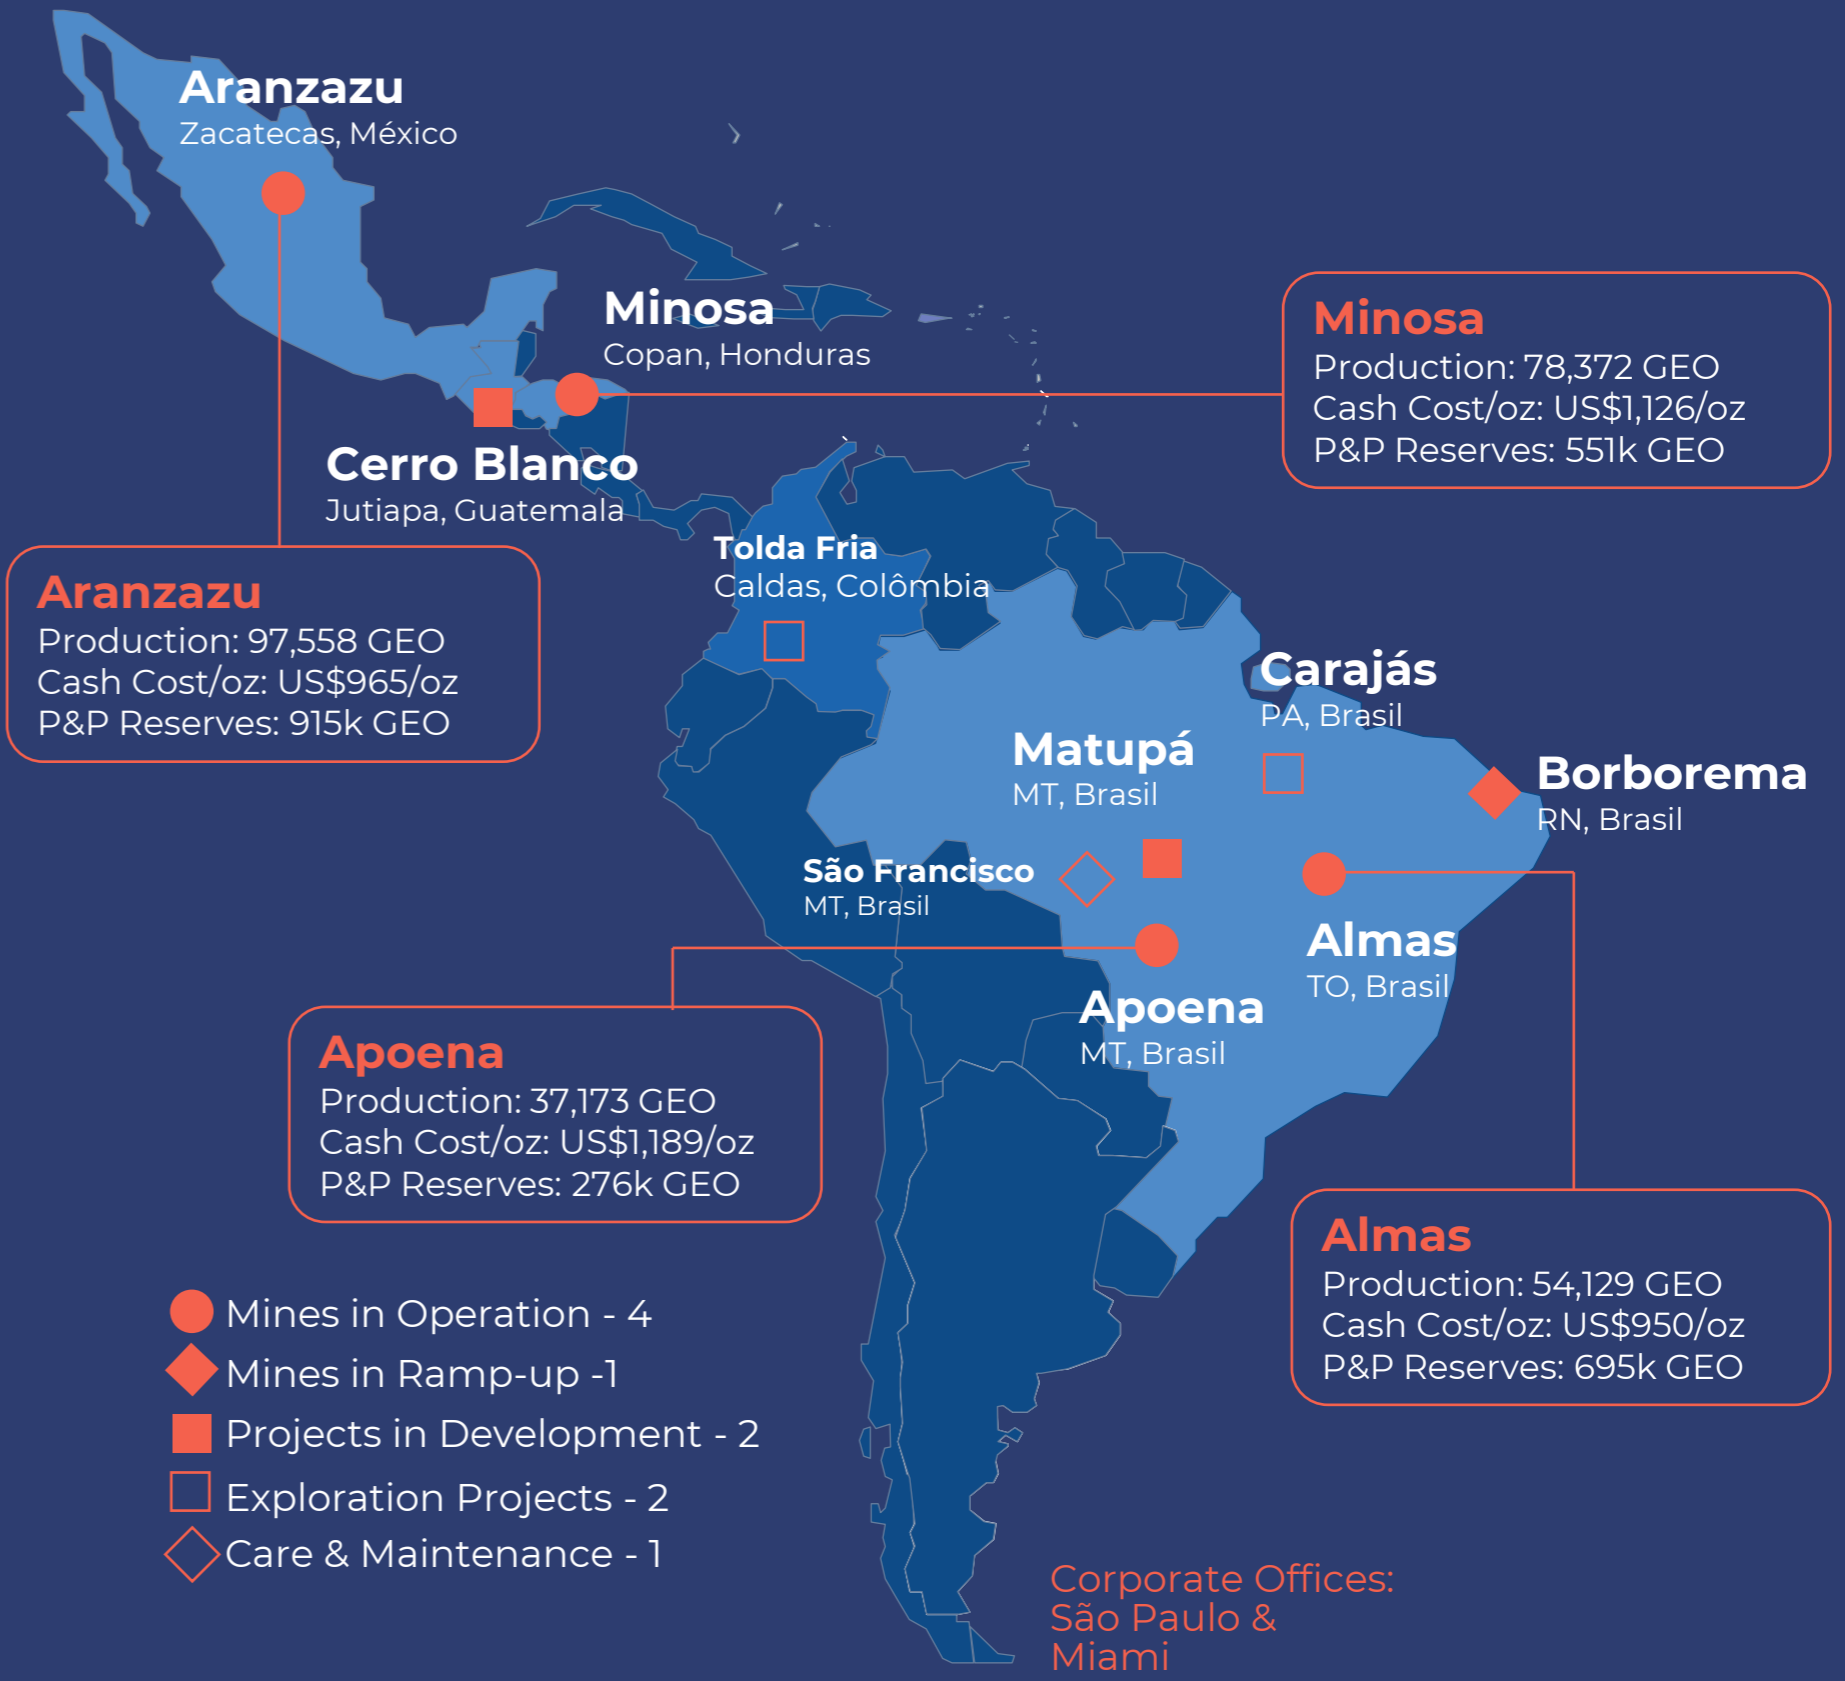 Aranzazu
Zacatecas, México
Minosa
Copan, Honduras
Minosa
Production: 78,372 GEO
Cash Cost/oz: US$1,126/oz
P&P Reserves: 551k GEO
Cerro Blanco
Jutiapa, Guatemala
Tolda Fria
Caldas, Colômbia
Aranzazu
Production: 97,558 GEO
Cash Cost/oz: US$965/oz
P&P Reserves: 915k GEO
Carajás
PA, Brasil
Matupá
MT, Brasil
Borborema
RN, Brasil
São Francisco
MT, Brasil
Almas
TO, Brasil
Apoena
MT, Brasil
Apoena
Production: 37,173 GEO
Cash Cost/oz: US$1,189/oz
P&P Reserves: 276k GEO
Almas
Production: 54,129 GEO
Cash Cost/oz: US$950/oz
P&P Reserves: 695k GEO
Mines in Operation - 4
Mines in Ramp-up -1
Projects in Development - 2
Exploration Projects - 2
Care & Maintenance - 1
Corporate Offices:
São Paulo &
Miami